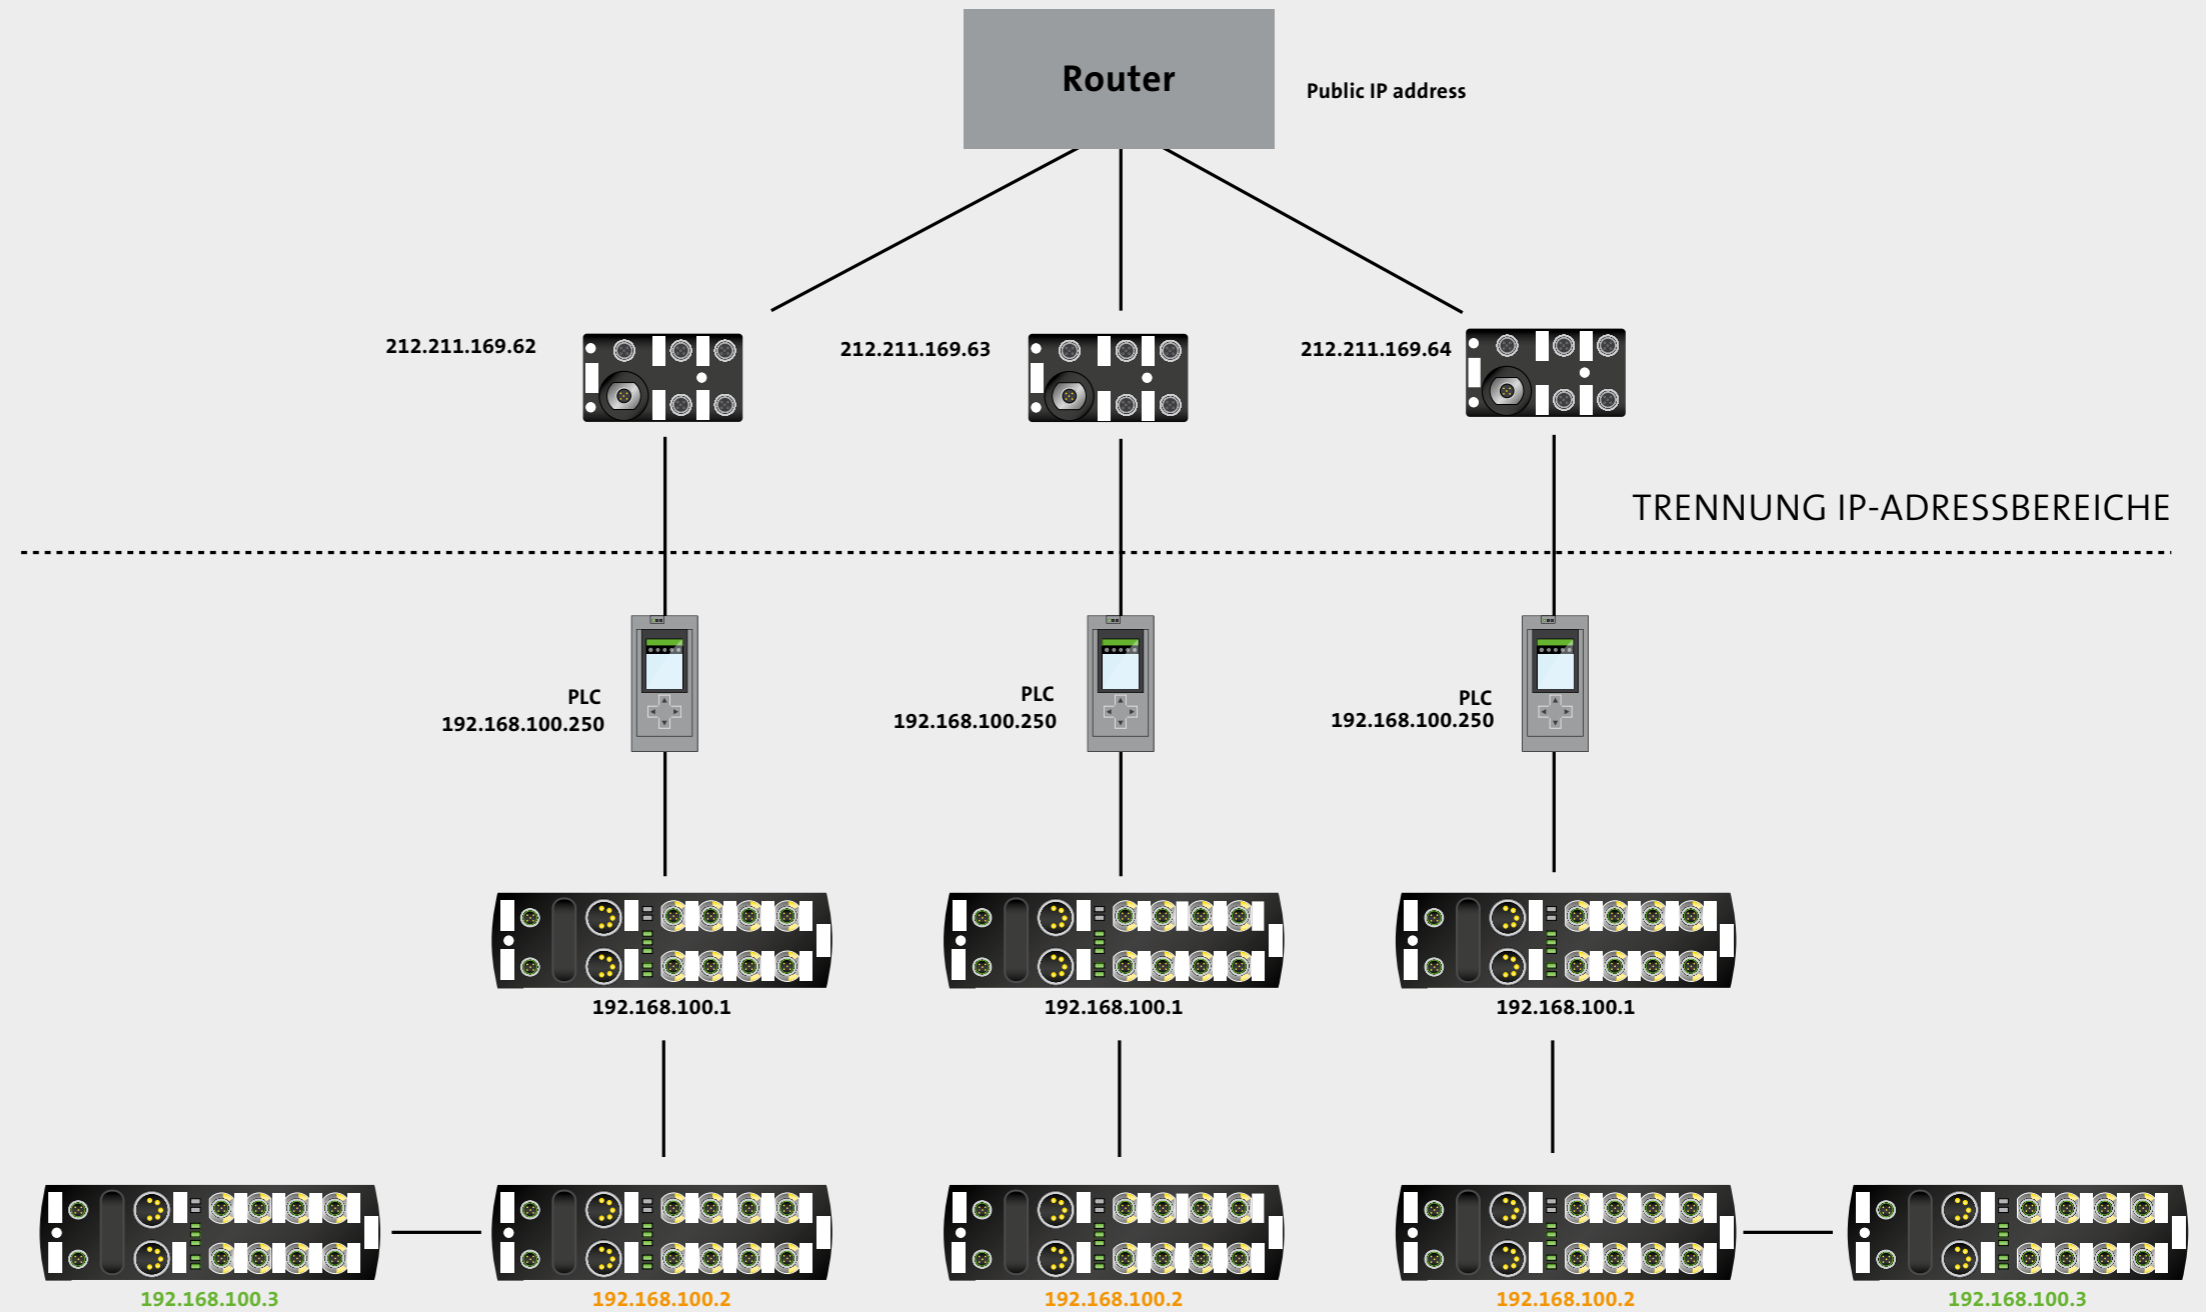 Router
Public IP address
212.211.169.62
212.211.169.63
212.211.169.64
TRENNUNG IP-ADRESSBEREICHE
PLC
192.168.100.250
PLC
192.168.100.250
PLC
192.168.100.250
192.168.100.1
192.168.100.1
192.168.100.1
192.168.100.3
192.168.100.2
192.168.100.2
192.168.100.2
192.168.100.3